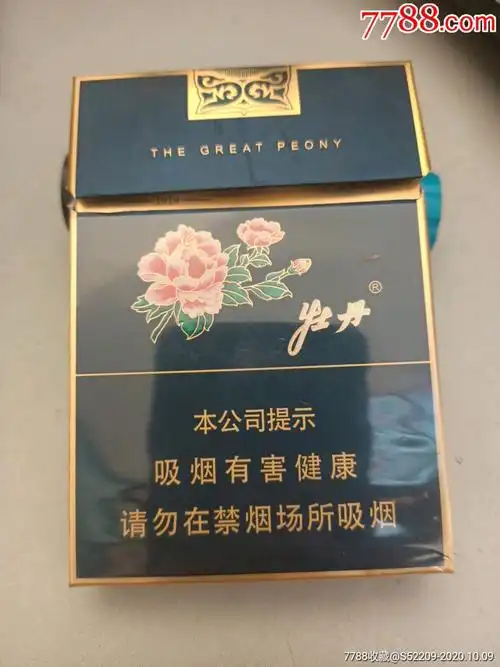 7788.com
THE GREAT PEONY
牡丹®
本公司提示
吸烟有害健康
请勿在禁烟场所吸烟
7788收藏@S52209-2020.10.09